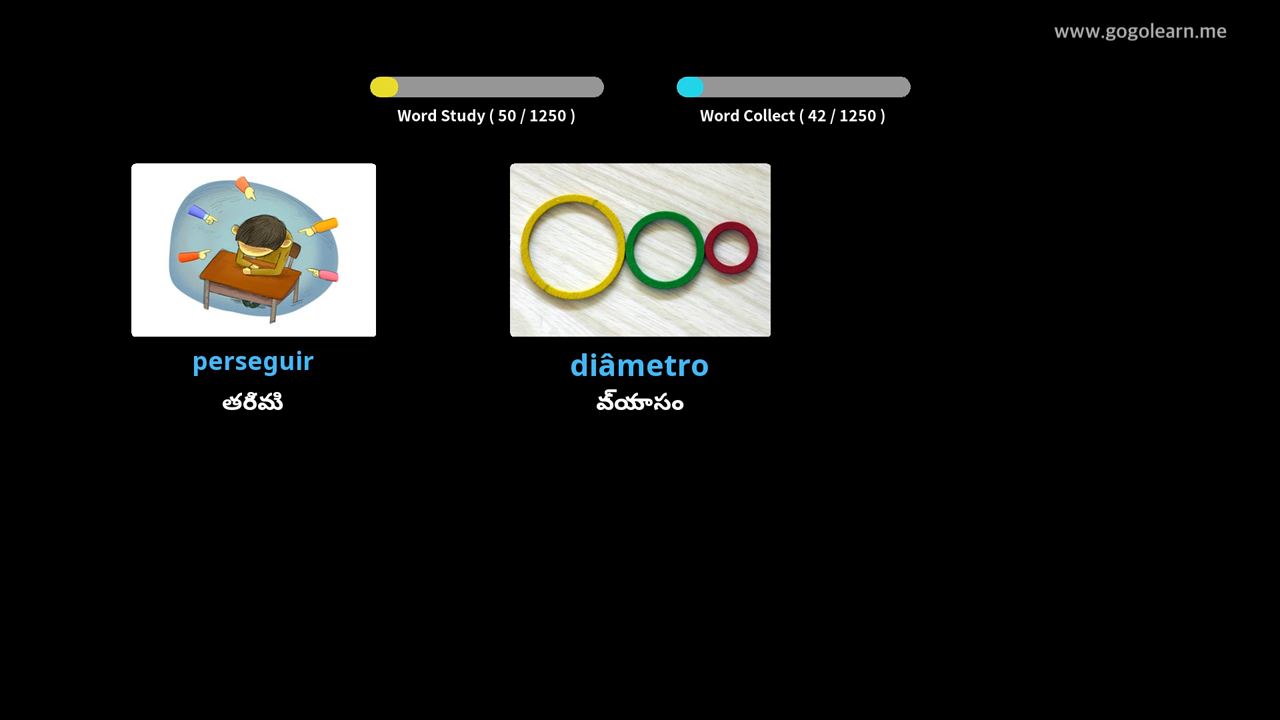 www.gogolearn.me
Word Study ( 50 / 1250 )
Word Collect ( 42 / 1250 )
perseguir
diâmetro
తరిమి
వ్యాసం